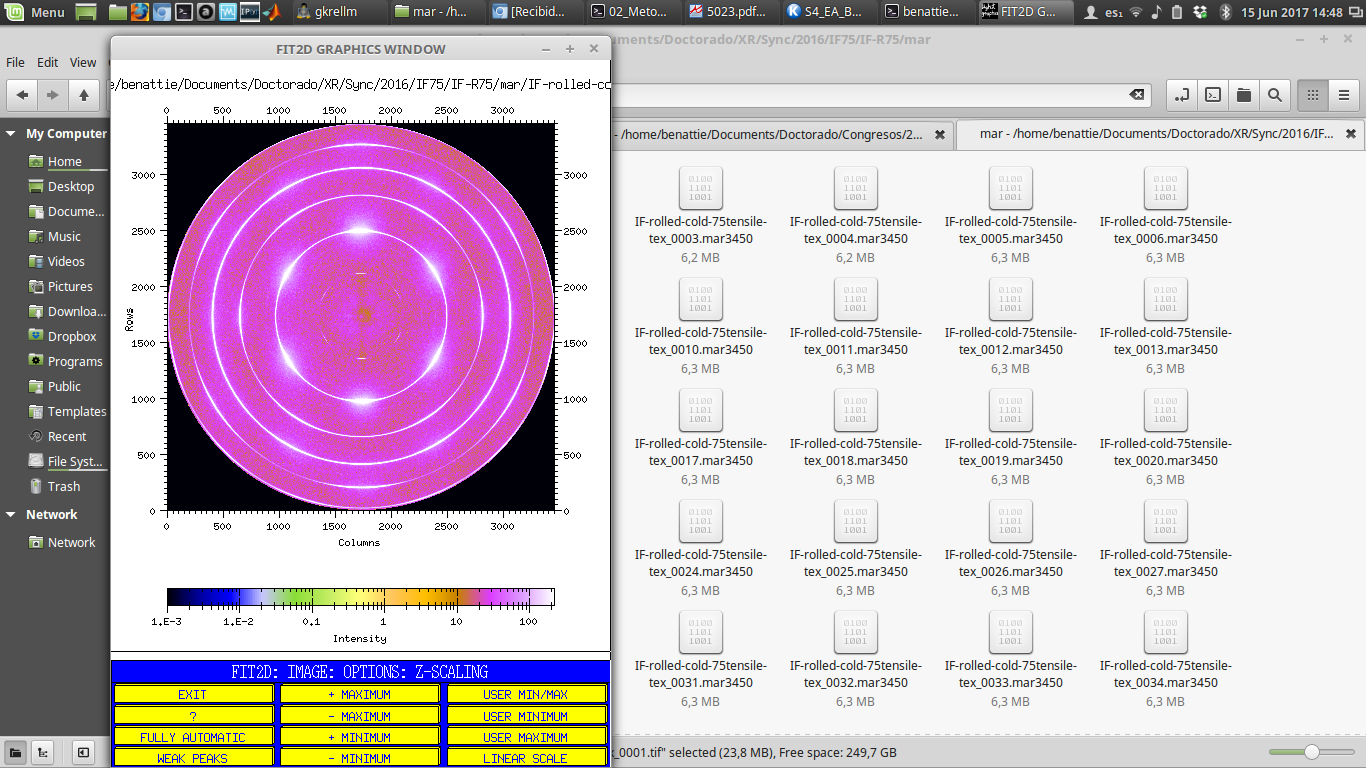 Menu
gkrellm
mar - /h...
[Recibid...
02_Meto...
5023.pdf...
S4_EA_B...
benattie...
FIT2D G...
es₁
15 Jun 2017 14:48
FIT2D GRAPHICS WINDOW
uments/Doctorado/XR/Sync/2016/IF75/IF-R75/mar
File Edit View
e/benattie/Documents/Doctorado/XR/Sync/2016/IF75/IF-R75/mar/IF-rolled-co
- /home/benattie/Documents/Doctorado/Congresos/2...
mar - /home/benattie/Documents/Doctorado/XR/Sync/2016/IF...
My Computer
Home
Desktop
Docume...
Music
Videos
Pictures
Downloa...
Dropbox
Programs
Public
Templates
Recent
File Syst...
Trash
Network
Network
0 500 1000 1500 2000 2500 3000
3000 3000
2500 2500
2000 2000
1500 1500
1000 1000
500 500
0 0
Rows
0 500 1000 1500 2000 2500 3000
Columns
1.E-3 1.E-2 0.1 1 10 100
Intensity
FIT2D: IMAGE: OPTIONS: Z-SCALING
EXIT + MAXIMUM USER MIN/MAX
? - MAXIMUM USER MINIMUM
FULLY AUTOMATIC + MINIMUM USER MAXIMUM
WEAK PEAKS - MINIMUM LINEAR SCALE
IF-rolled-cold-75tensile-
tex_0003.mar3450
6,2 MB
IF-rolled-cold-75tensile-
tex_0004.mar3450
6,2 MB
IF-rolled-cold-75tensile-
tex_0005.mar3450
6,3 MB
IF-rolled-cold-75tensile-
tex_0006.mar3450
6,3 MB
IF-rolled-cold-75tensile-
tex_0010.mar3450
6,3 MB
IF-rolled-cold-75tensile-
tex_0011.mar3450
6,3 MB
IF-rolled-cold-75tensile-
tex_0012.mar3450
6,3 MB
IF-rolled-cold-75tensile-
tex_0013.mar3450
6,3 MB
IF-rolled-cold-75tensile-
tex_0017.mar3450
6,3 MB
IF-rolled-cold-75tensile-
tex_0018.mar3450
6,3 MB
IF-rolled-cold-75tensile-
tex_0019.mar3450
6,3 MB
IF-rolled-cold-75tensile-
tex_0020.mar3450
6,3 MB
IF-rolled-cold-75tensile-
tex_0024.mar3450
6,3 MB
IF-rolled-cold-75tensile-
tex_0025.mar3450
6,3 MB
IF-rolled-cold-75tensile-
tex_0026.mar3450
6,3 MB
IF-rolled-cold-75tensile-
tex_0027.mar3450
6,3 MB
IF-rolled-cold-75tensile-
tex_0031.mar3450
6,3 MB
IF-rolled-cold-75tensile-
tex_0032.mar3450
6,3 MB
IF-rolled-cold-75tensile-
tex_0033.mar3450
6,3 MB
IF-rolled-cold-75tensile-
tex_0034.mar3450
6,3 MB
_0001.tif" selected (23,8 MB), Free space: 249,7 GB